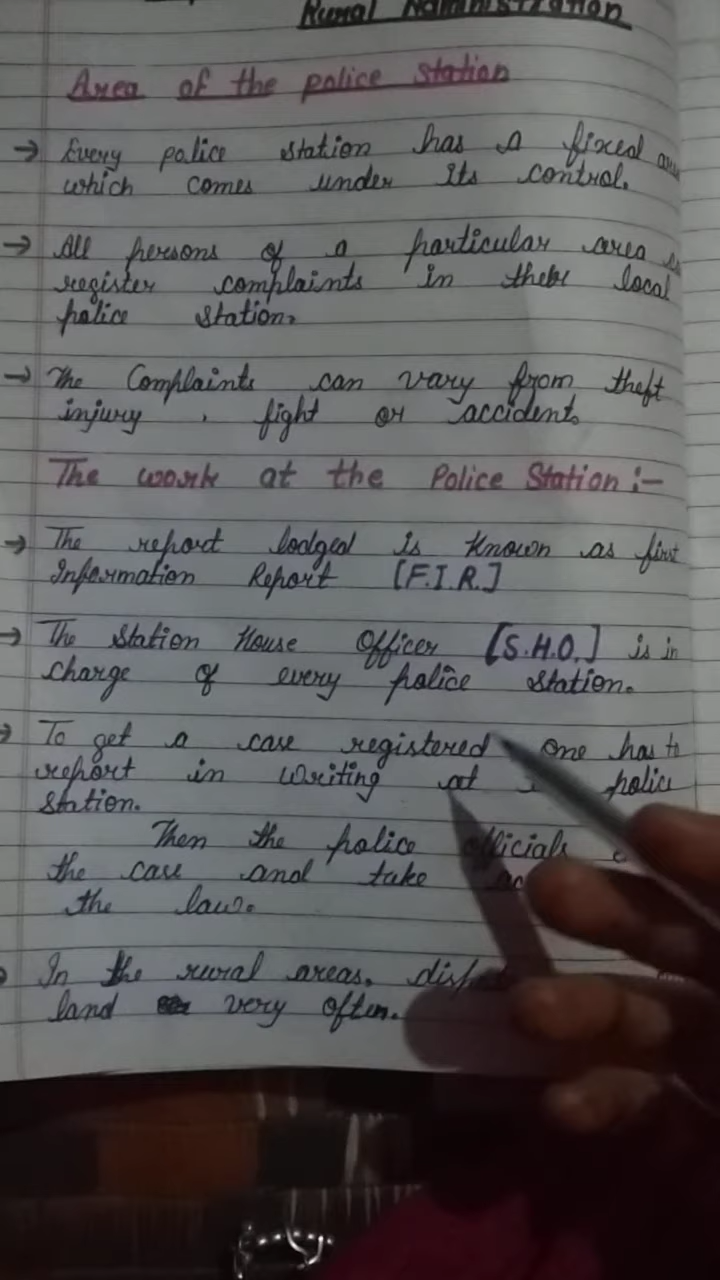 Rural Administration
Area of the police station
→ Every police station has a fixed
which comes under its control.
→ All persons of a particular area
register complaints in their local
police station.
→ The Complaints can vary from theft
injury , fight or accident.
The work at the Police Station :-
→ The report lodged is known as first
Information Report [F.I.R.]
→ The Station House Officer [S.H.O.] is in
charge of every police station.
→ To get a case registered, one has to
report in writing at police
station.
Then the police officials
the case and take
the law.
In the rural areas,
land very often.